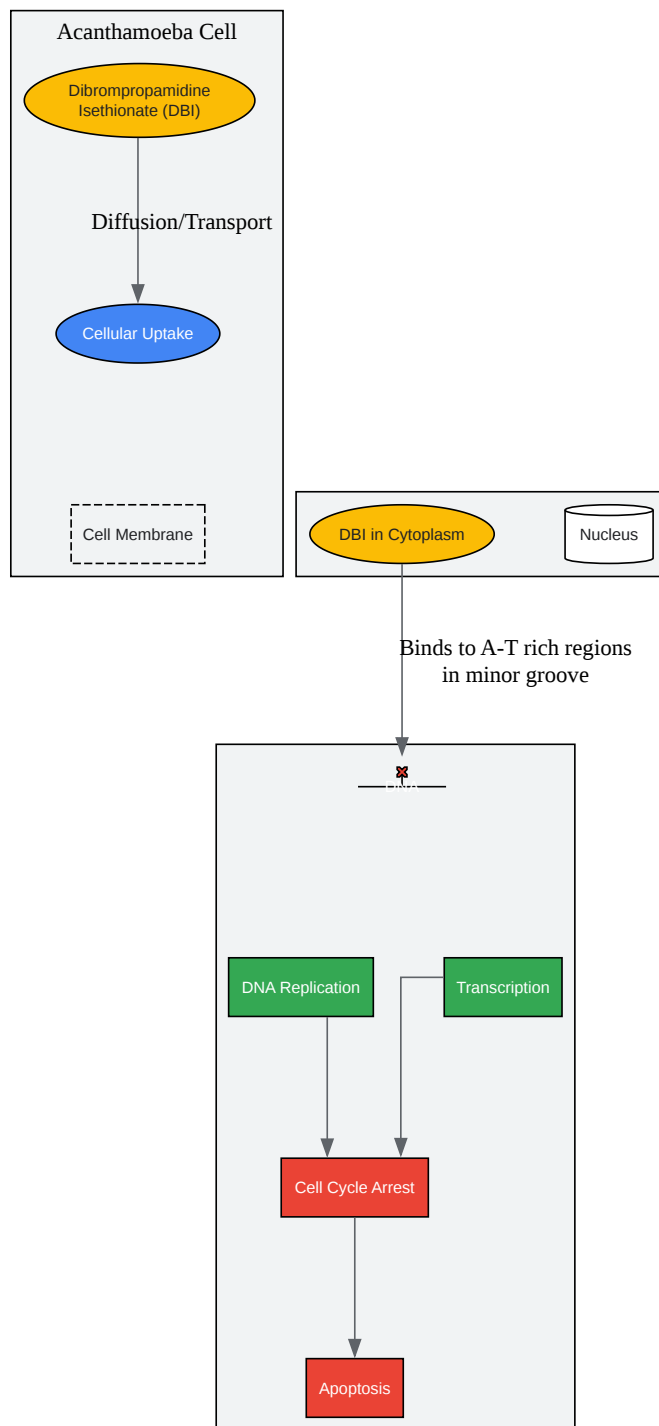 Acanthamoeba Cell
Dibrompropamidine
Isethionate (DBI)
Diffusion/Transport
Cellular Uptake
Cell Membrane
DBI in Cytoplasm
Nucleus
Binds to A-T rich regions
in minor groove
DNA
DNA Replication
Transcription
Cell Cycle Arrest
Apoptosis